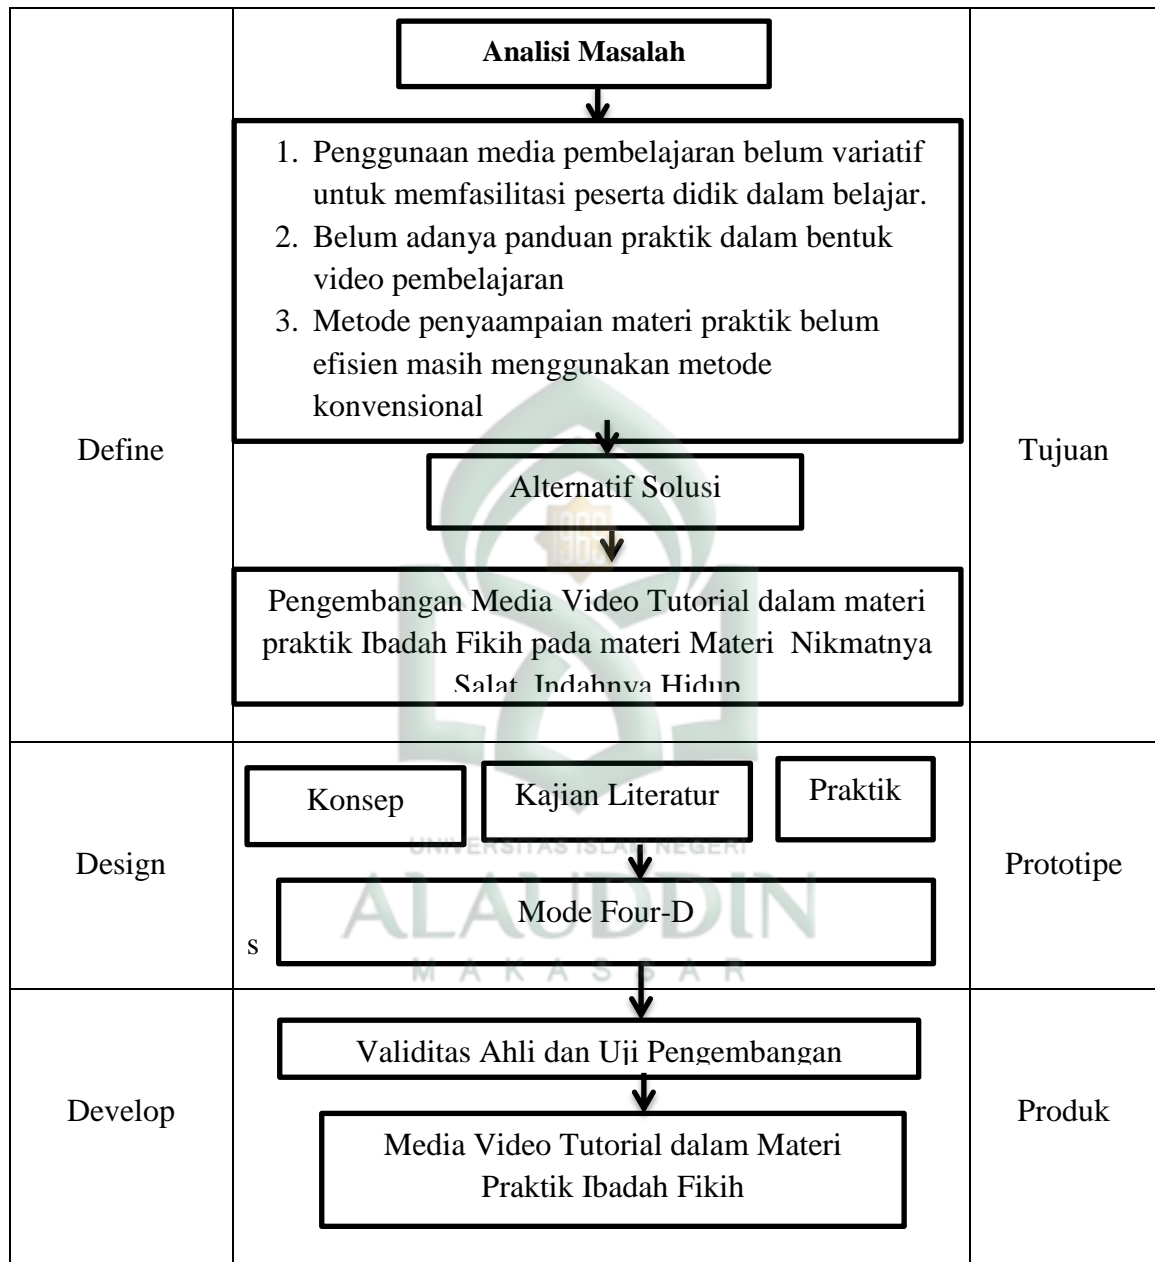 Analisi Masalah
1. Penggunaan media pembelajaran belum variatif
untuk memfasilitasi peserta didik dalam belajar.
2. Belum adanya panduan praktik dalam bentuk
video pembelajaran
3. Metode penyaampaian materi praktik belum
efisien masih menggunakan metode
konvensional
Define
Tujuan
Alternatif Solusi
1965
Pengembangan Media Video Tutorial dalam materi
praktik Ibadah Fikih pada materi Materi Nikmatnya
Salat Indahnya Hidup
Konsep
Kajian Literatur
Praktik
UNIVERSITAS ISLAM NEGERI
Design
Prototipe
ALAUDDIN
Mode Four-D
s
MAKASSAR
Validitas Ahli dan Uji Pengembangan
Develop
Produk
Media Video Tutorial dalam Materi
Praktik Ibadah Fikih